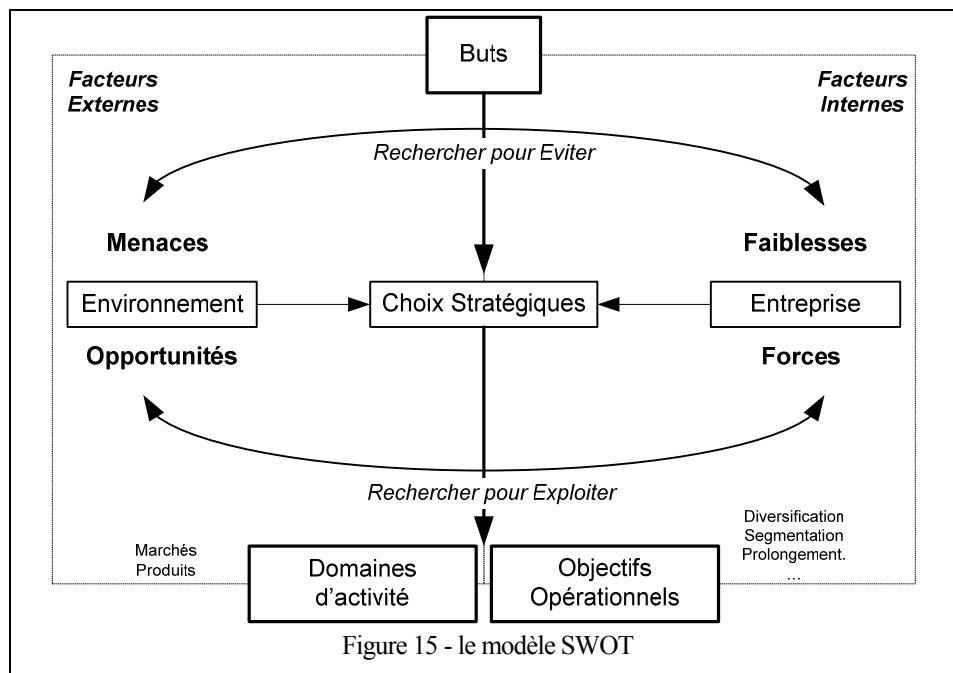 Buts
Facteurs
Externes
Facteurs
Internes
Rechercher pour Eviter
Menaces
Faiblesses
Environnement
Choix Stratégiques
Entreprise
Opportunités
Forces
Rechercher pour Exploiter
Marchés
Produits
Domaines
d'activité
Objectifs
Opérationnels
Diversification
Segmentation
Prolongement.
...
Figure 15 - le modèle SWOT